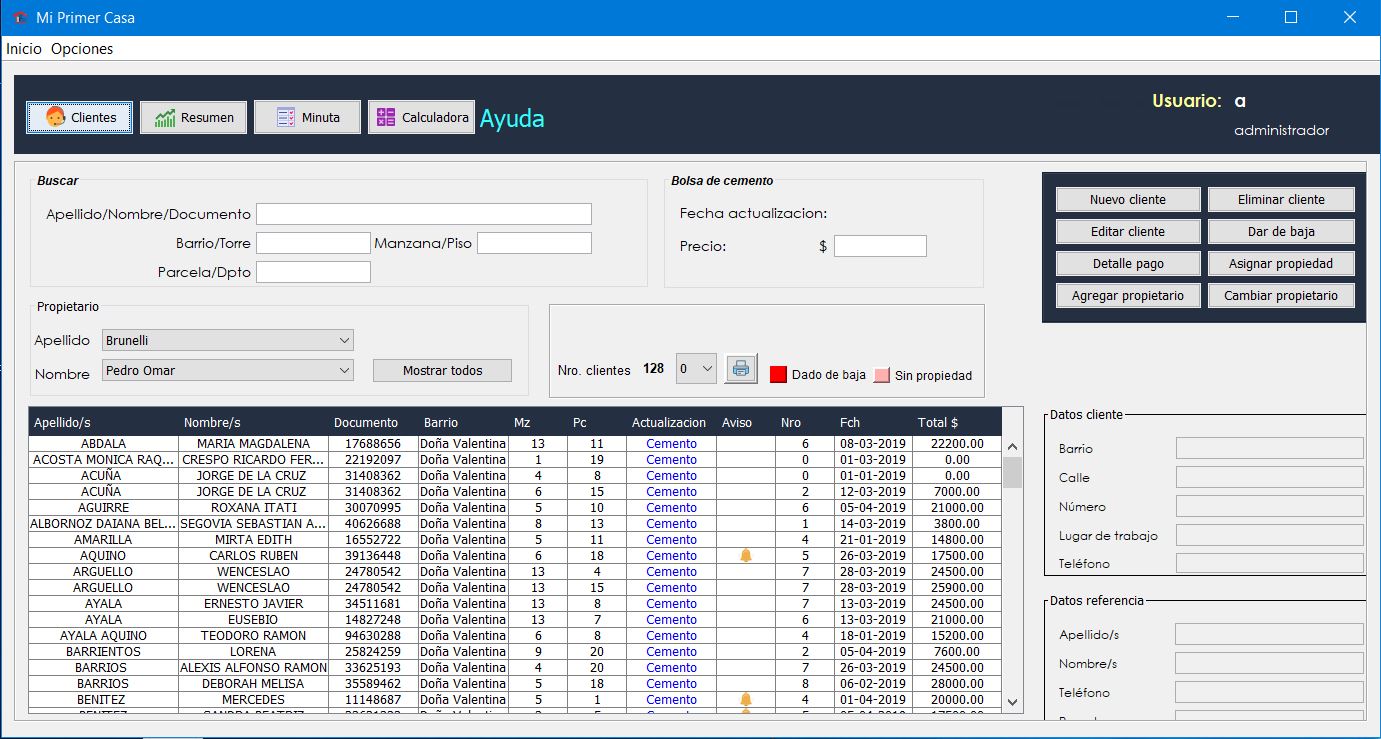 Mi Primer Casa
Inicio Opciones
Clientes Resumen Minuta Calculadora Ayuda
Usuario: a
administrador
Buscar
Apellido/Nombre/Documento
Barrio/Torre Manzana/Piso
Parcela/Dpto
Bolsa de cemento
Fecha actualizacion:
Precio: $
Nuevo cliente Eliminar cliente
Editar cliente Dar de baja
Detalle pago Asignar propiedad
Agregar propietario Cambiar propietario
Propietario
Apellido Brunelli
Nombre Pedro Omar Mostrar todos
Nro. clientes 128 0 Dado de baja Sin propiedad
Apellido/s Nombre/s Documento Barrio Mz Pc Actualizacion Aviso Nro Fch Total $
ABDALA MARIA MAGDALENA 17688656 Doña Valentina 13 11 Cemento 6 08-03-2019 22200.00
ACOSTA MONICA RAQ... CRESPO RICARDO FER... 22192097 Doña Valentina 1 19 Cemento 0 01-03-2019 0.00
ACUÑA JORGE DE LA CRUZ 31408362 Doña Valentina 4 8 Cemento 0 01-01-2019 0.00
ACUÑA JORGE DE LA CRUZ 31408362 Doña Valentina 6 15 Cemento 2 12-03-2019 7000.00
AGUIRRE ROXANA ITATI 30070995 Doña Valentina 5 10 Cemento 6 05-04-2019 21000.00
ALBORNOZ DAIANA BEL... SEGOVIA SEBASTIAN A... 40626688 Doña Valentina 8 13 Cemento 1 14-03-2019 3800.00
AMARILLA MIRTA EDITH 16552722 Doña Valentina 5 11 Cemento 4 21-01-2019 14800.00
AQUINO CARLOS RUBEN 39136448 Doña Valentina 6 18 Cemento 5 26-03-2019 17500.00
ARGUELLO WENCESLAO 24780542 Doña Valentina 13 4 Cemento 7 28-03-2019 24500.00
ARGUELLO WENCESLAO 24780542 Doña Valentina 13 15 Cemento 7 28-03-2019 25900.00
AYALA ERNESTO JAVIER 34511681 Doña Valentina 13 8 Cemento 7 13-03-2019 24500.00
AYALA EUSEBIO 14827248 Doña Valentina 13 7 Cemento 6 13-03-2019 21000.00
AYALA AQUINO TEODORO RAMON 94630288 Doña Valentina 6 8 Cemento 4 18-01-2019 15200.00
BARRIENTOS LORENA 25824259 Doña Valentina 9 20 Cemento 2 05-04-2019 7600.00
BARRIOS ALEXIS ALFONSO RAMON 33625193 Doña Valentina 4 20 Cemento 7 26-03-2019 24500.00
BARRIOS DEBORAH MELISA 35589462 Doña Valentina 5 18 Cemento 8 06-02-2019 28000.00
BENITEZ MERCEDES 11148687 Doña Valentina 5 1 Cemento 4 01-04-2019 20000.00
Datos cliente
Barrio
Calle
Número
Lugar de trabajo
Teléfono
Datos referencia
Apellido/s
Nombre/s
Teléfono